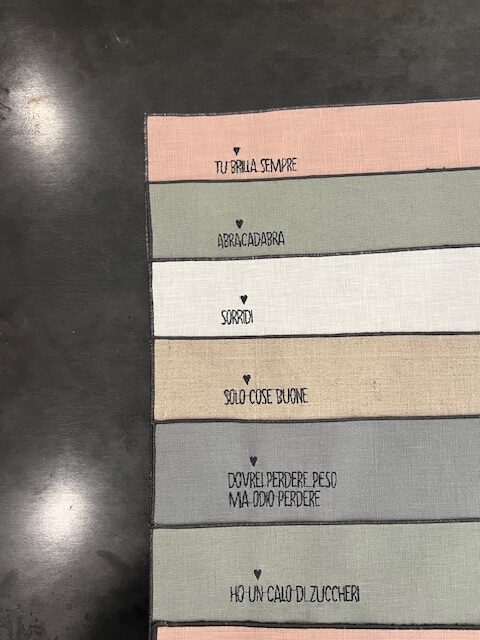 TU BRILLA SEMPRE
ABRACADABRA
SORRIDI
SOLO COSE BUONE
DOVREI PERDERE PESO
MA ODIO PERDERE
HO UN CALO DI ZUCCHERI